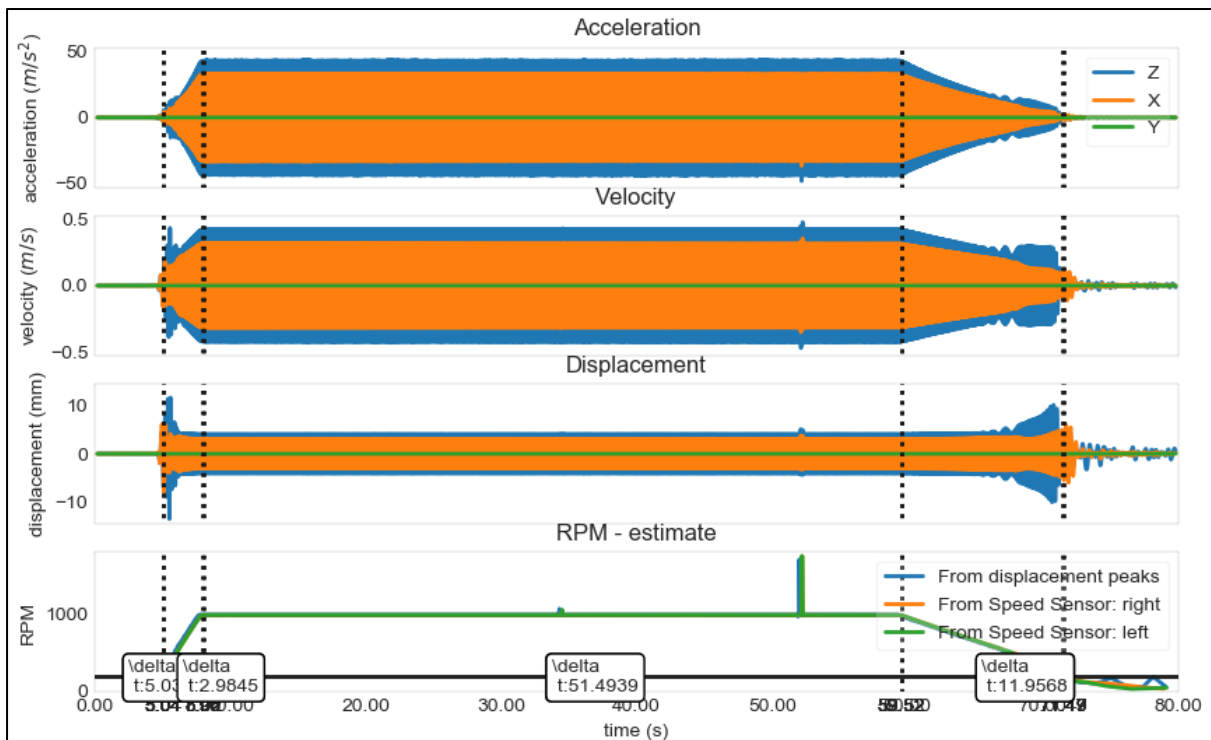 Acceleration
acceleration (m/s²)
50
0
−50
Z
X
Y
Velocity
velocity (m/s)
0.5
0.0
−0.5
Displacement
displacement (mm)
10
0
−10
RPM - estimate
RPM
1000
0
From displacement peaks
From Speed Sensor: right
From Speed Sensor: left
\delta
t:5.03
\delta
t:2.9845
\delta
t:51.4939
\delta
t:11.9568
0.00
20.00
30.00
40.00
50.00
80.00
time (s)